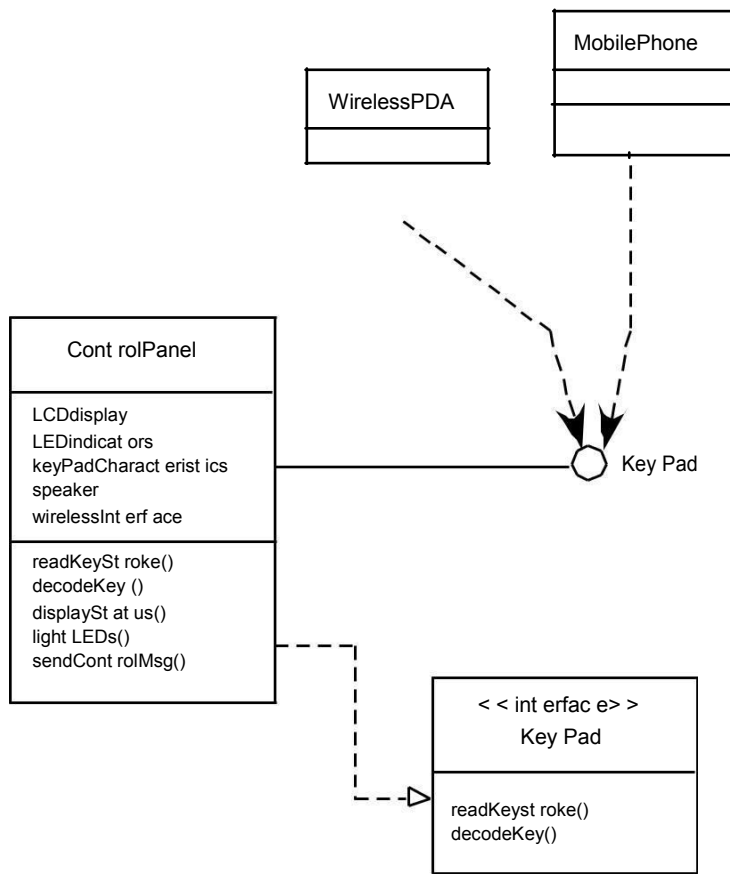 MobilePhone
WirelessPDA
Cont rolPanel
LCDdisplay
LEDindicat ors
keyPadCharact erist ics
speaker
wirelessInt erf ace
readKeySt roke()
decodeKey ()
displaySt at us()
light LEDs()
sendCont rolMsg()
Key Pad
< < int erfac e> >
Key Pad
readKeyst roke()
decodeKey()